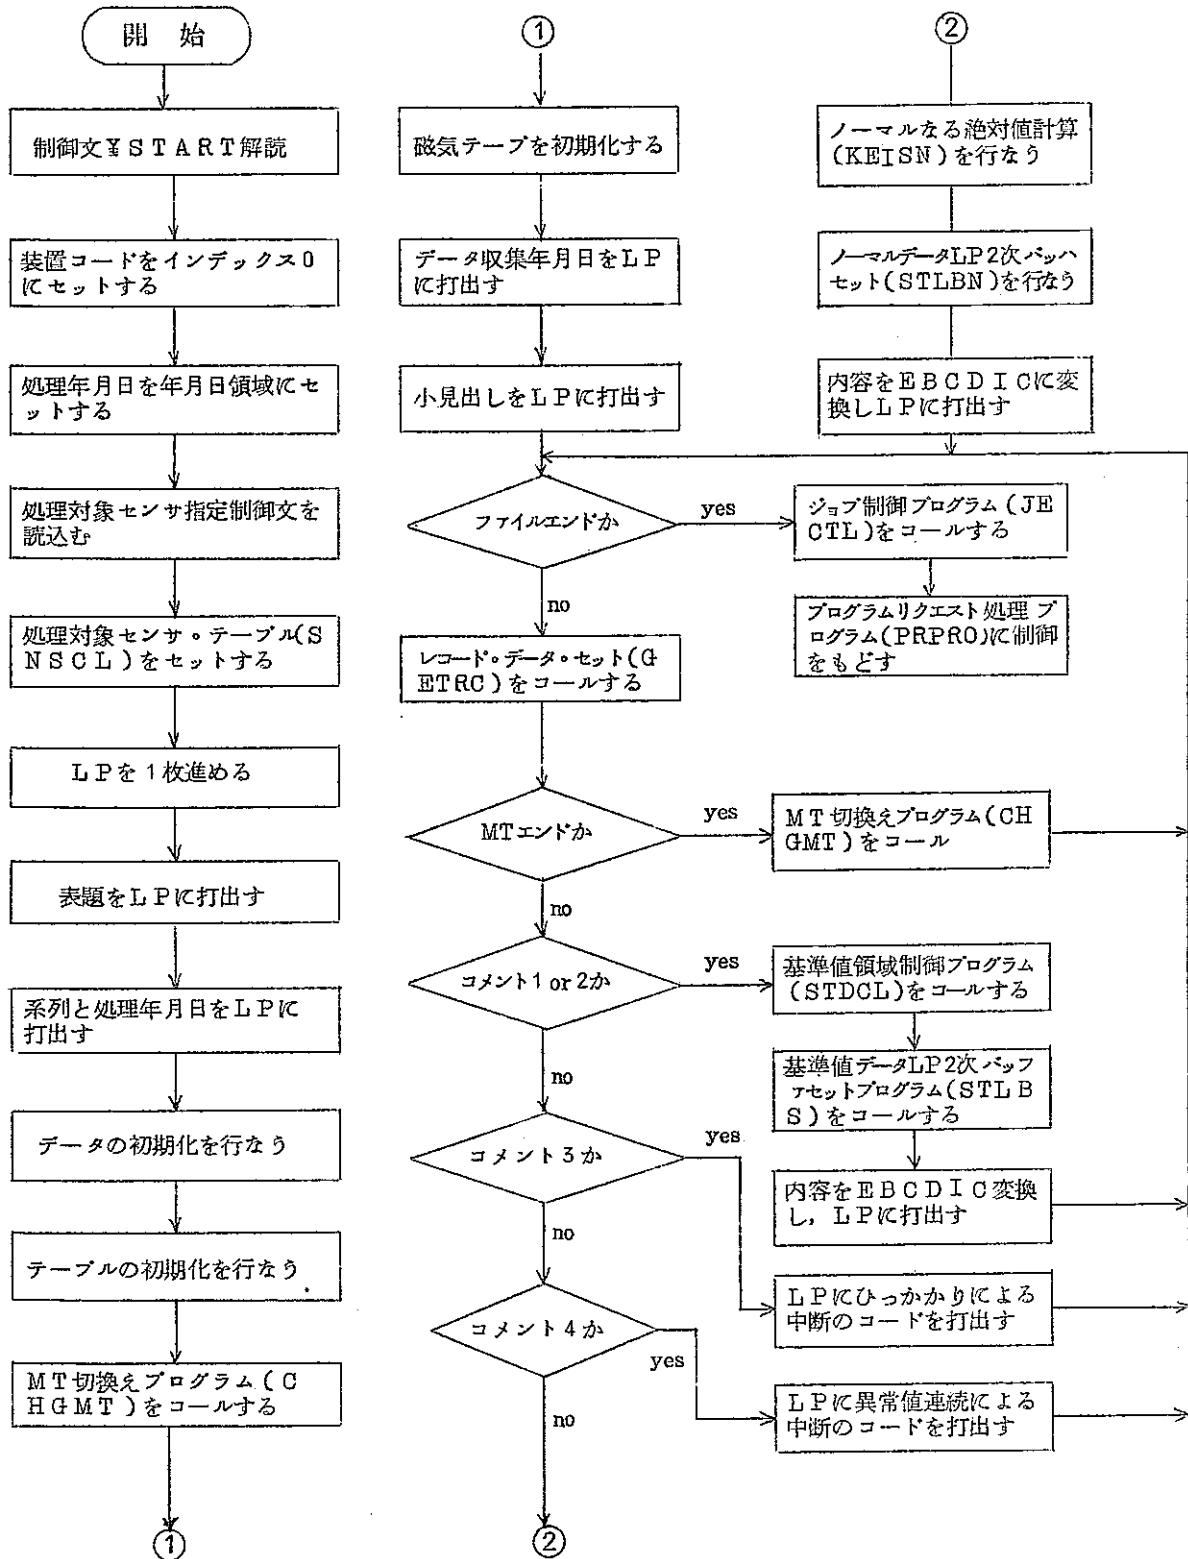 開 始
制御文¥START解読
装置コードをインデックス0
にセットする
処理年月日を年月日領域にセ
ットする
処理対象センサ指定制御文を
読込む
処理対象センサ・テーブル(S
NSCL)をセットする
LPを1枚進める
表題をLPに打出す
系列と処理年月日をLPに
打出す
データの初期化を行なう
テーブルの初期化を行なう
MT切換えプログラム(C
HGMT)をコールする
①
①
磁気テープを初期化する
データ収集年月日をLP
に打出す
小見出しをLPに打出す
ファイルエンドか
yes
no
ジョブ制御プログラム(JE
CTL)をコールする
プログラムリクエスト処理プ
ログラム(PRPRO)に制御
をもどす
レコード・データ・セット(G
ETRC)をコールする
MTエンドか
yes
no
MT切換えプログラム(CH
GMT)をコール
コメント1 or 2か
yes
no
基準値領域制御プログラム
(STDCL)をコールする
基準値データLP2次バッフ
ァセットプログラム(STLB
S)をコールする
内容をEBCDIC変換
し,LPに打出す
コメント3か
yes
no
LPにひっかかりによる
中断のコードを打出す
コメント4か
yes
no
LPに異常値連続による
中断のコードを打出す
②
②
ノーマルなる絶対値計算
(KEISN)を行なう
ノーマルデータLP2次バッハ
セット(STLBN)を行なう
内容をEBCDICに変
換しLPに打出す